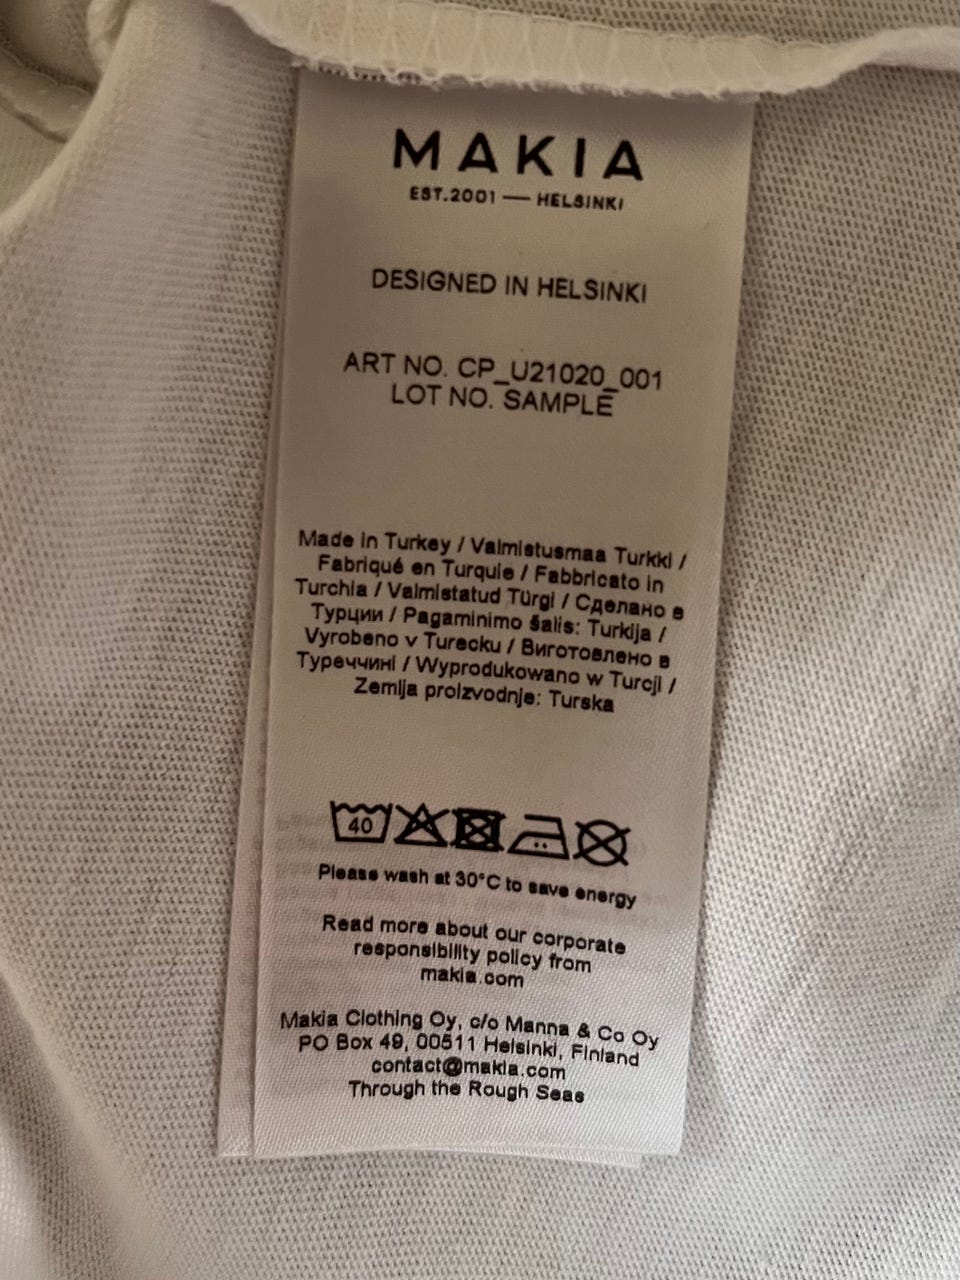 MAKIA
EST.2001 — HELSINKI
DESIGNED IN HELSINKI
ART NO. CP_U21020_001
LOT NO. SAMPLE
Made in Turkey / Valmistusmaa Turkki /
Fabriqué en Turquie / Fabbricato in
Turchia / Valmistatud Türgi / Сделано в
Турции / Pagaminimo šalis: Turkija /
Vyrobeno v Turecku / Виготовлено в
Туреччині / Wyprodukowano w Turcji /
Zemlja proizvodnje: Turska
40
Please wash at 30°C to save energy
Read more about our corporate
responsibility policy from
makia.com
Makia Clothing Oy, c/o Manna & Co Oy
PO Box 49, 00511 Helsinki, Finland
contact@makia.com
Through the Rough Seas